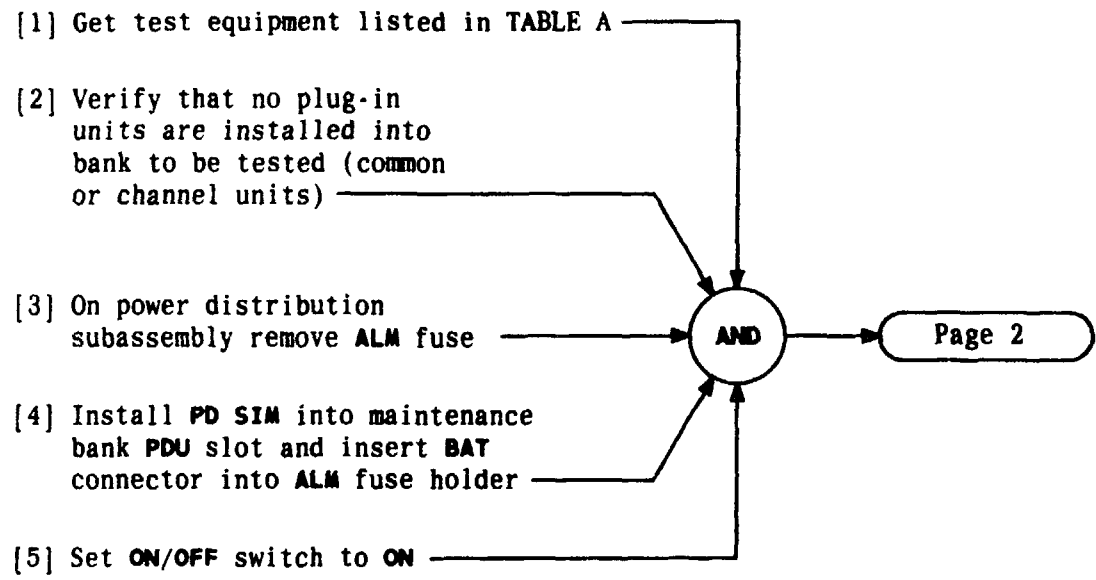 [1] Get test equipment listed in TABLE A
[2] Verify that no plug-in
units are installed into
bank to be tested (common
or channel units)
[3] On power distribution
subassembly remove ALM fuse
AND
Page 2
[4] Install PD SIM into maintenance
bank PDU slot and insert BAT
connector into ALM fuse holder
[5] Set ON/OFF switch to ON